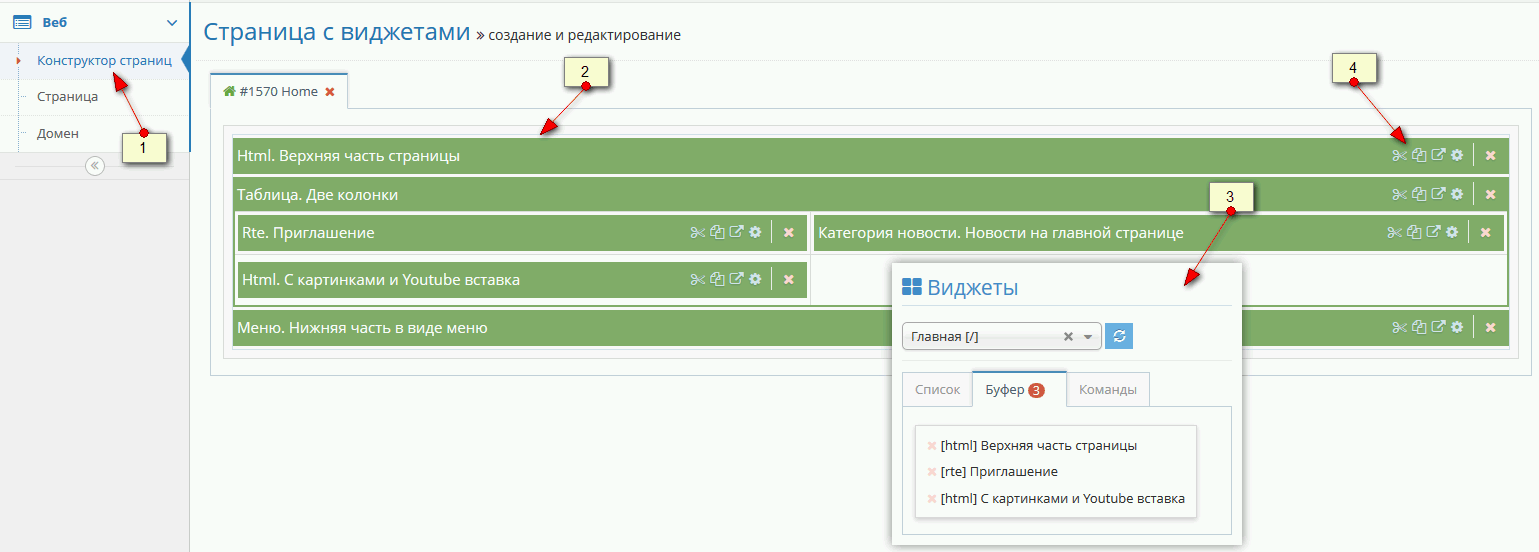 Веб
Конструктор страниц
Страница
Домен
1
Страница с виджетами » создание и редактирование
#1570 Home
2
4
Html. Верхняя часть страницы
Таблица. Две колонки
3
Rte. Приглашение
Категория новости. Новости на главной странице
Html. С картинками и Youtube вставка
Меню. Нижняя часть в виде меню
Виджеты
Главная [/]
Список
Буфер 3
Команды
[html] Верхняя часть страницы
[rte] Приглашение
[html] С картинками и Youtube вставка